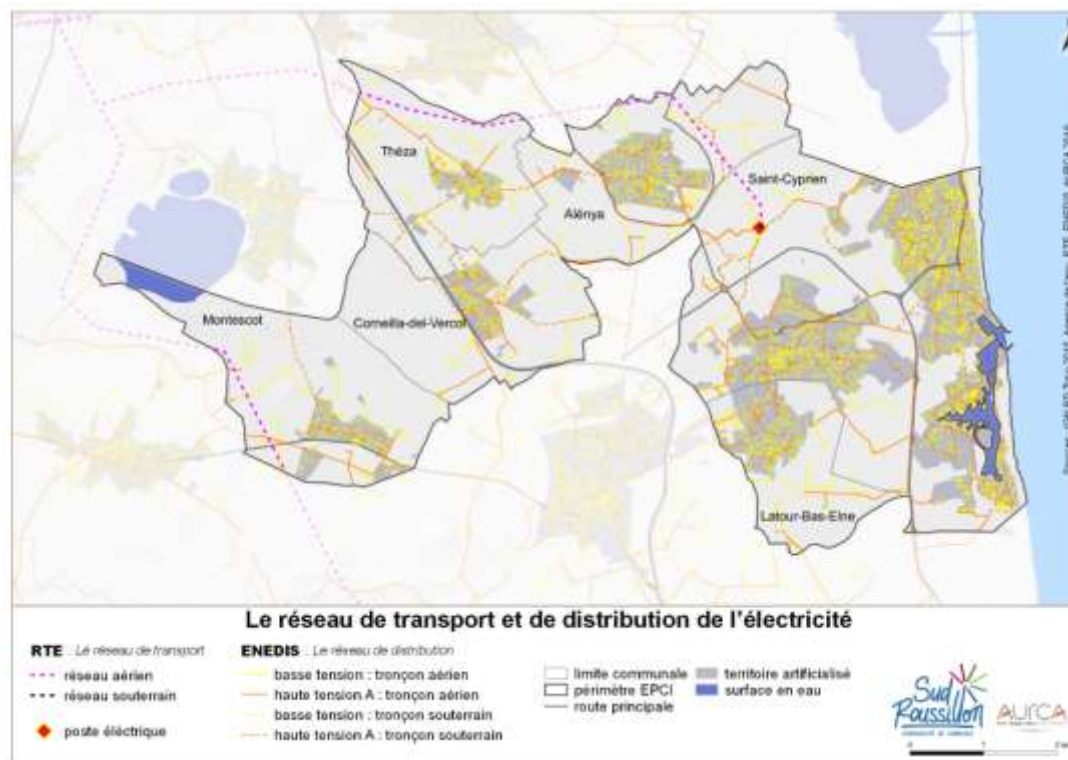 Théza
Saint-Cyprien
Alénya
Montescot
Corneilla-del-Vercol
Latour-Bas-Elne
Le réseau de transport et de distribution de l'électricité
RTE : Le réseau de transport
réseau aérien
réseau souterrain
poste éléctrique
ENEDIS : Le réseau de distribution
basse tension : tronçon aérien
haute tension A : tronçon aérien
basse tension : tronçon souterrain
haute tension A : tronçon souterrain
limite communale
périmètre EPCI
route principale
territoire artificialisé
surface en eau
Sud
Roussillon
AURCA
0 1